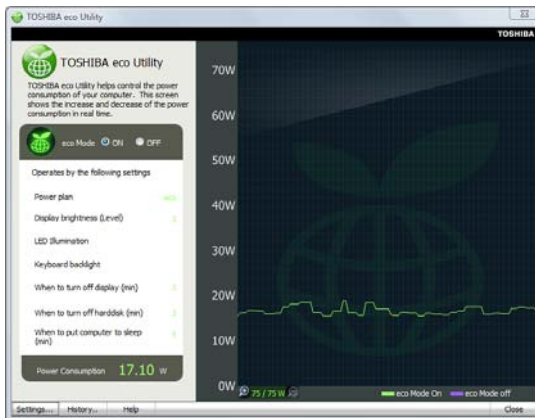 TOSHIBA eco Utility
TOSHIBA
TOSHIBA eco Utility
TOSHIBA eco Utility helps control the power
consumption of your computer. This screen
shows the increase and decrease of the power
consumption in real time.
eco Mode ON OFF
Operates by the following settings
Power plan
Display brightness (Level)
LED Illumination
Keyboard backlight
When to turn off display (min)
When to turn off harddisk (min)
When to put computer to sleep
(min)
Power Consumption 17.10 W
70W
60W
50W
40W
30W
20W
10W
0W
75 / 75 W
eco Mode On eco Mode off
Settings... History... Help Close